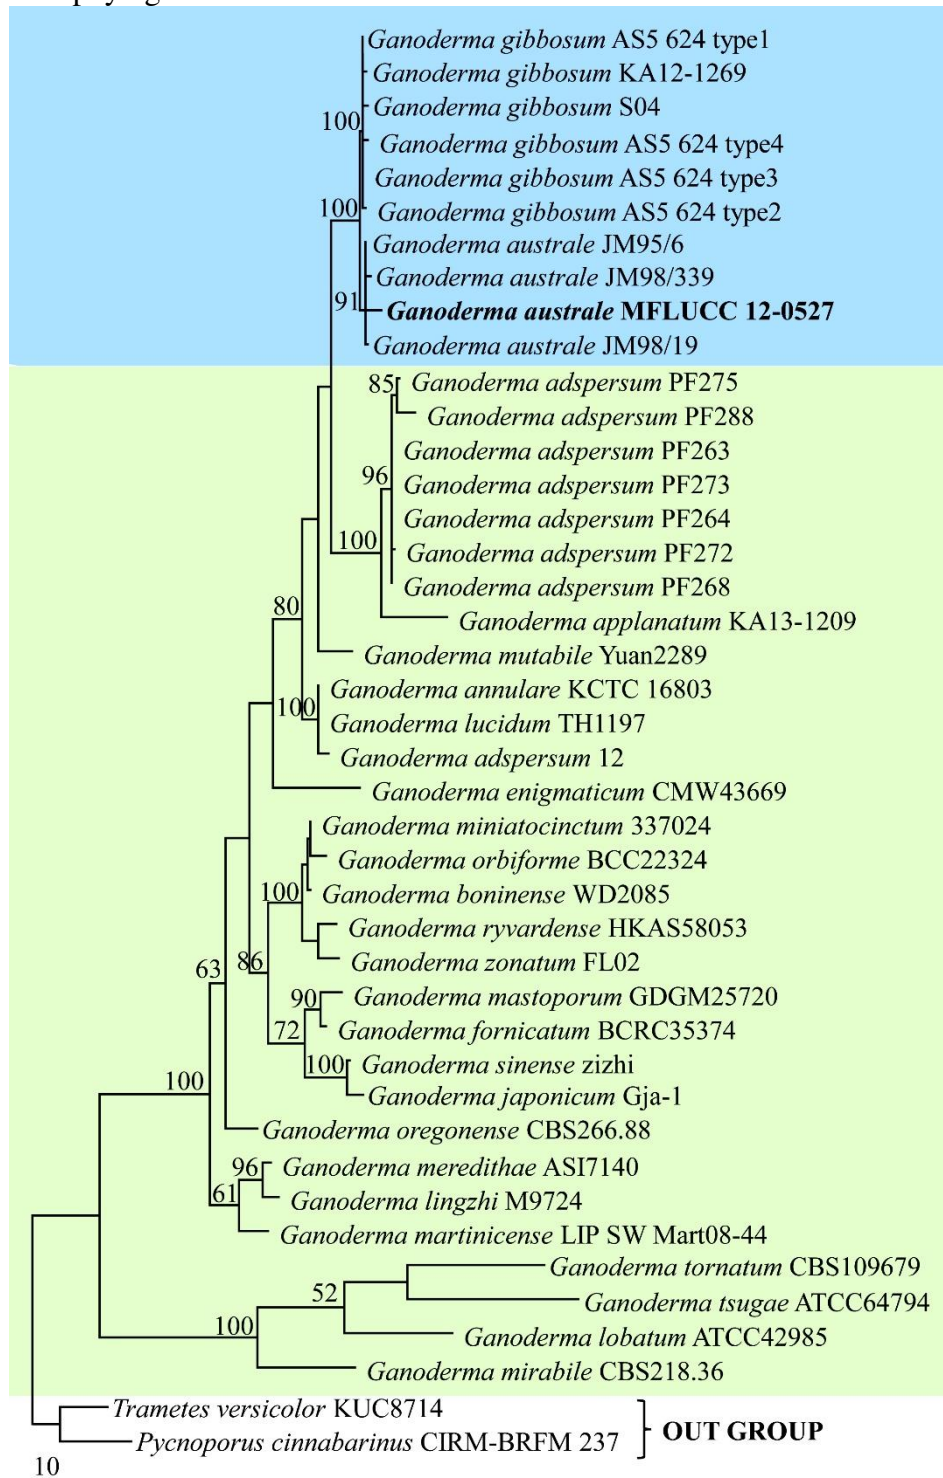 Ganoderma gibbosum AS5 624 type1
Ganoderma gibbosum KA12-1269
Ganoderma gibbosum S04
100
Ganoderma gibbosum AS5 624 type4
Ganoderma gibbosum AS5 624 type3
100
Ganoderma gibbosum AS5 624 type2
Ganoderma australe JM95/6
Ganoderma australe JM98/339
91
Ganoderma australe MFLUCC 12-0527
Ganoderma australe JM98/19
85
Ganoderma adspersum PF275
Ganoderma adspersum PF288
Ganoderma adspersum PF263
96
Ganoderma adspersum PF273
Ganoderma adspersum PF264
100
Ganoderma adspersum PF272
Ganoderma adspersum PF268
80
Ganoderma applanatum KA13-1209
Ganoderma mutabile Yuan2289
Ganoderma annulare KCTC 16803
100
Ganoderma lucidum TH1197
Ganoderma adspersum 12
Ganoderma enigmaticum CMW43669
Ganoderma miniatocinctum 337024
Ganoderma orbiforme BCC22324
100
Ganoderma boninense WD2085
Ganoderma ryvardense HKAS58053
63
86
Ganoderma zonatum FL02
90
Ganoderma mastoporum GDGM25720
72
Ganoderma fornicatum BCRC35374
100
Ganoderma sinense zizhi
100
Ganoderma japonicum Gja-1
Ganoderma oregonense CBS266.88
96
Ganoderma meredithae ASI7140
61
Ganoderma lingzhi M9724
Ganoderma martinicense LIP SW Mart08-44
Ganoderma tornatum CBS109679
52
Ganoderma tsugae ATCC64794
100
Ganoderma lobatum ATCC42985
Ganoderma mirabile CBS218.36
Trametes versicolor KUC8714
OUT GROUP
Pycnoporus cinnabarinus CIRM-BRFM 237
10